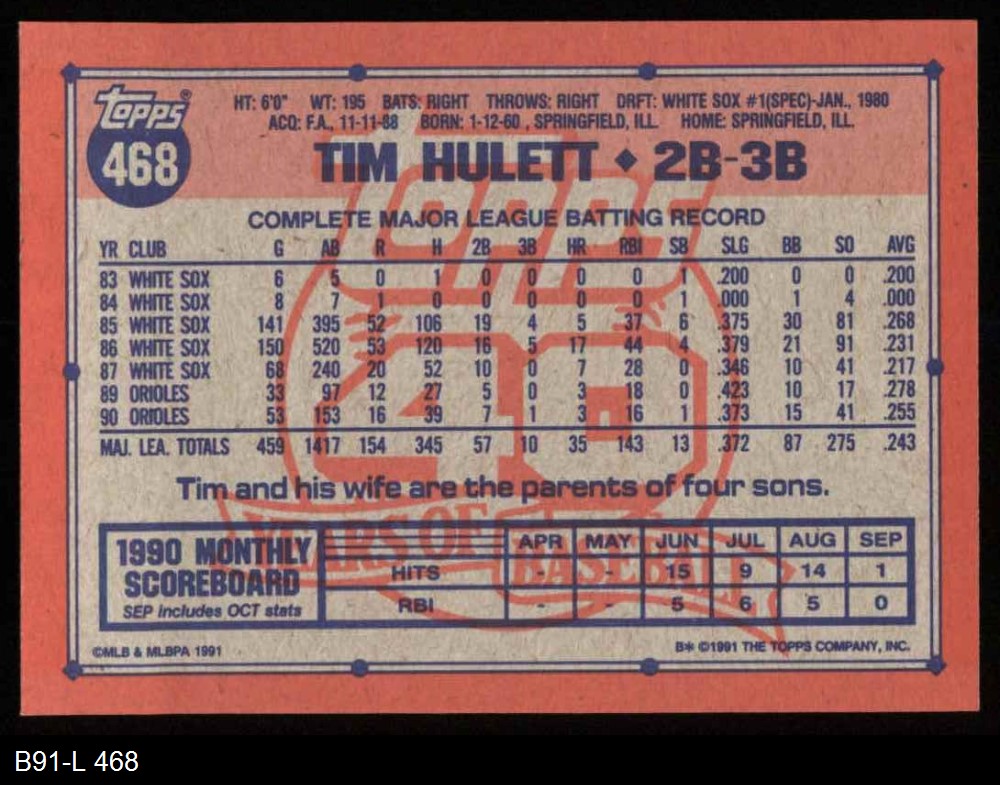 Topps®
468
HT: 6'0" WT: 195 BATS: RIGHT THROWS: RIGHT DRFT: WHITE SOX #1(SPEC)-JAN., 1980
ACQ: F.A., 11-11-88 BORN: 1-12-60 , SPRINGFIELD, ILL. HOME: SPRINGFIELD, ILL.
TIM HULETT ♦ 2B-3B
COMPLETE MAJOR LEAGUE BATTING RECORD
YR CLUB G AB R H 2B 3B HR RBI SB SLG BB SO AVG
83 WHITE SOX 6 5 0 1 0 0 0 0 1 .200 0 0 .200
84 WHITE SOX 8 7 1 0 0 0 0 0 1 .000 1 4 .000
85 WHITE SOX 141 395 52 106 19 4 5 37 6 .375 30 81 .268
86 WHITE SOX 150 520 53 120 16 5 17 44 4 .379 21 91 .231
87 WHITE SOX 68 240 20 52 10 0 7 28 0 .346 10 41 .217
89 ORIOLES 33 97 12 27 5 0 3 18 0 .423 10 17 .278
90 ORIOLES 53 153 16 39 7 1 3 16 1 .373 15 41 .255
MAJ. LEA. TOTALS 459 1417 154 345 57 10 35 143 13 .372 87 275 .243
Topps
40
YEARS OF
BASEBALL
Tim and his wife are the parents of four sons.
1990 MONTHLY
SCOREBOARD
SEP includes OCT stats
APR MAY JUN JUL AUG SEP
HITS - - 15 9 14 1
RBI - - 5 6 5 0
©MLB & MLBPA 1991
B* ©1991 THE TOPPS COMPANY, INC.
B91-L 468